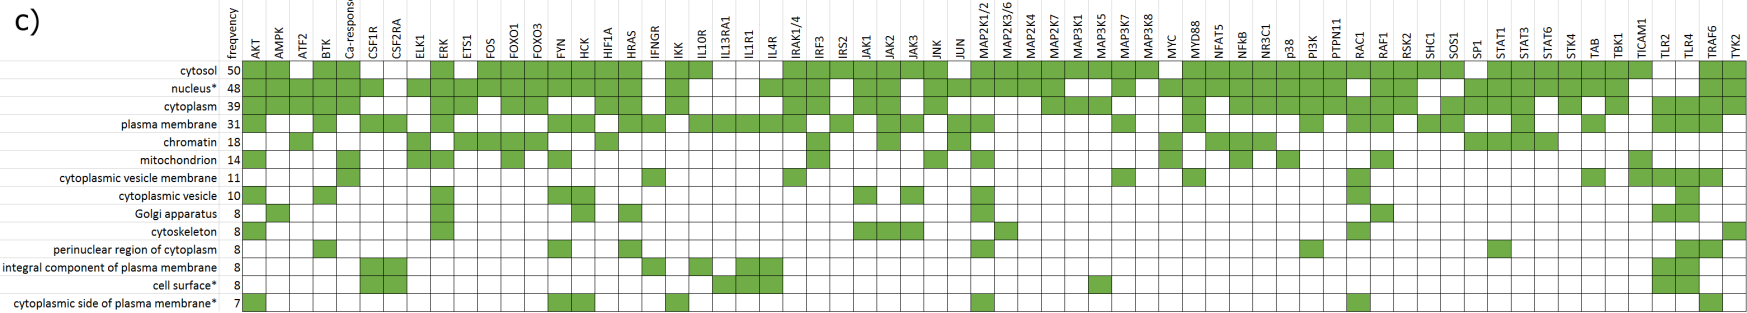 c)
frequency AKT AMPK ATF2 BTK Ca-response CSF1R CSF2RA ELK1 ERK ETS1 FOS FOXO1 FOXO3 FYN HCK HIF1A HRAS IFNGR IKK IL10R IL13RA1 IL1R1 IL4R IRAK1/4 IRF3 IRS2 JAK1 JAK2 JAK3 JNK JUN MAP2K1/2 MAP2K3/6 MAP2K4 MAP2K7 MAP3K1 MAP3K5 MAP3K7 MAP3K8 MYC MYD88 NFAT5 NFkB NR3C1 p38 PI3K PTPN11 RAC1 RAF1 RSK2 SHC1 SOS1 SP1 STAT1 STAT3 STAT6 STK4 TAB TBK1 TICAM1 TLR2 TLR4 TRAF6 TYK2
cytosol 50
nucleus* 48
cytoplasm 39
plasma membrane 31
chromatin 18
mitochondrion 14
cytoplasmic vesicle membrane 11
cytoplasmic vesicle 10
Golgi apparatus 8
cytoskeleton 8
perinuclear region of cytoplasm 8
integral component of plasma membrane 8
cell surface* 8
cytoplasmic side of plasma membrane* 7